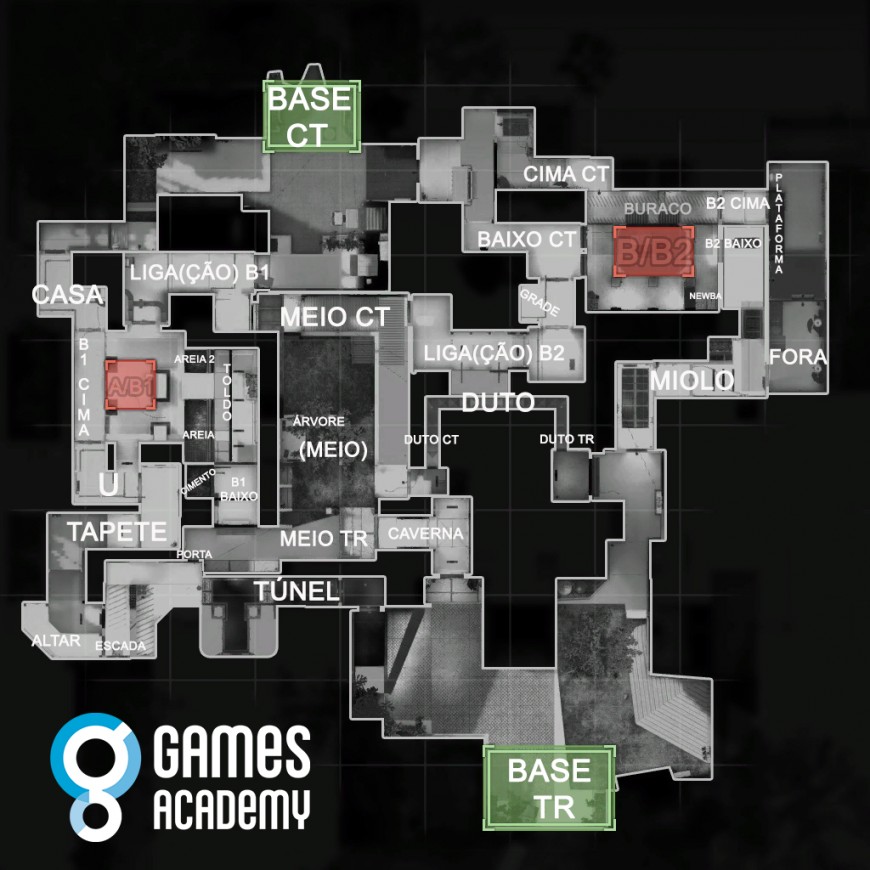 BASE
CT
CIMA CT
PLATAFORMA
BURACO
B2 CIMA
BAIXO CT
B/B2
B2 BAIXO
LIGA(ÇÃO) B1
CASA
GRADE
NEWBA
MEIO CT
LIGA(ÇÃO) B2
FORA
B1 CIMA
AREIA 2
TOLDO
A/B1
MIOLO
DUTO
ÁRVORE
(MEIO)
AREIA
DUTO CT
DUTO TR
U
CIMENTO
B1
BAIXO
TAPETE
MEIO TR
CAVERNA
PORTA
TÚNEL
ALTAR
ESCADA
GAMES
ACADEMY
BASE
TR